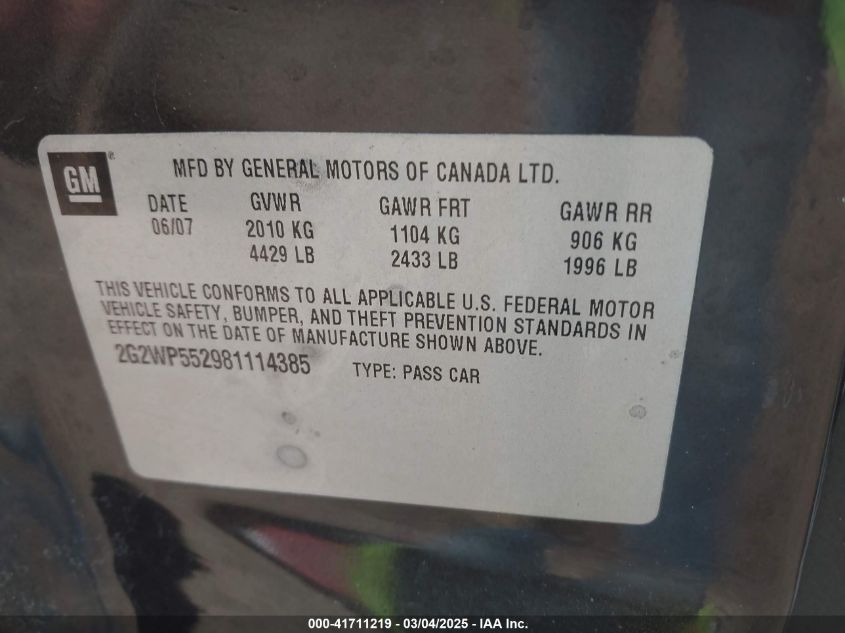 GM®
MFD BY GENERAL MOTORS OF CANADA LTD.
DATE GVWR GAWR FRT GAWR RR
06/07 2010 KG 1104 KG 906 KG
4429 LB 2433 LB 1996 LB
THIS VEHICLE CONFORMS TO ALL APPLICABLE U.S. FEDERAL MOTOR
VEHICLE SAFETY, BUMPER, AND THEFT PREVENTION STANDARDS IN
EFFECT ON THE DATE OF MANUFACTURE SHOWN ABOVE.
2G2WP552981114385 TYPE: PASS CAR
000-41711219 - 03/04/2025 - IAA Inc.